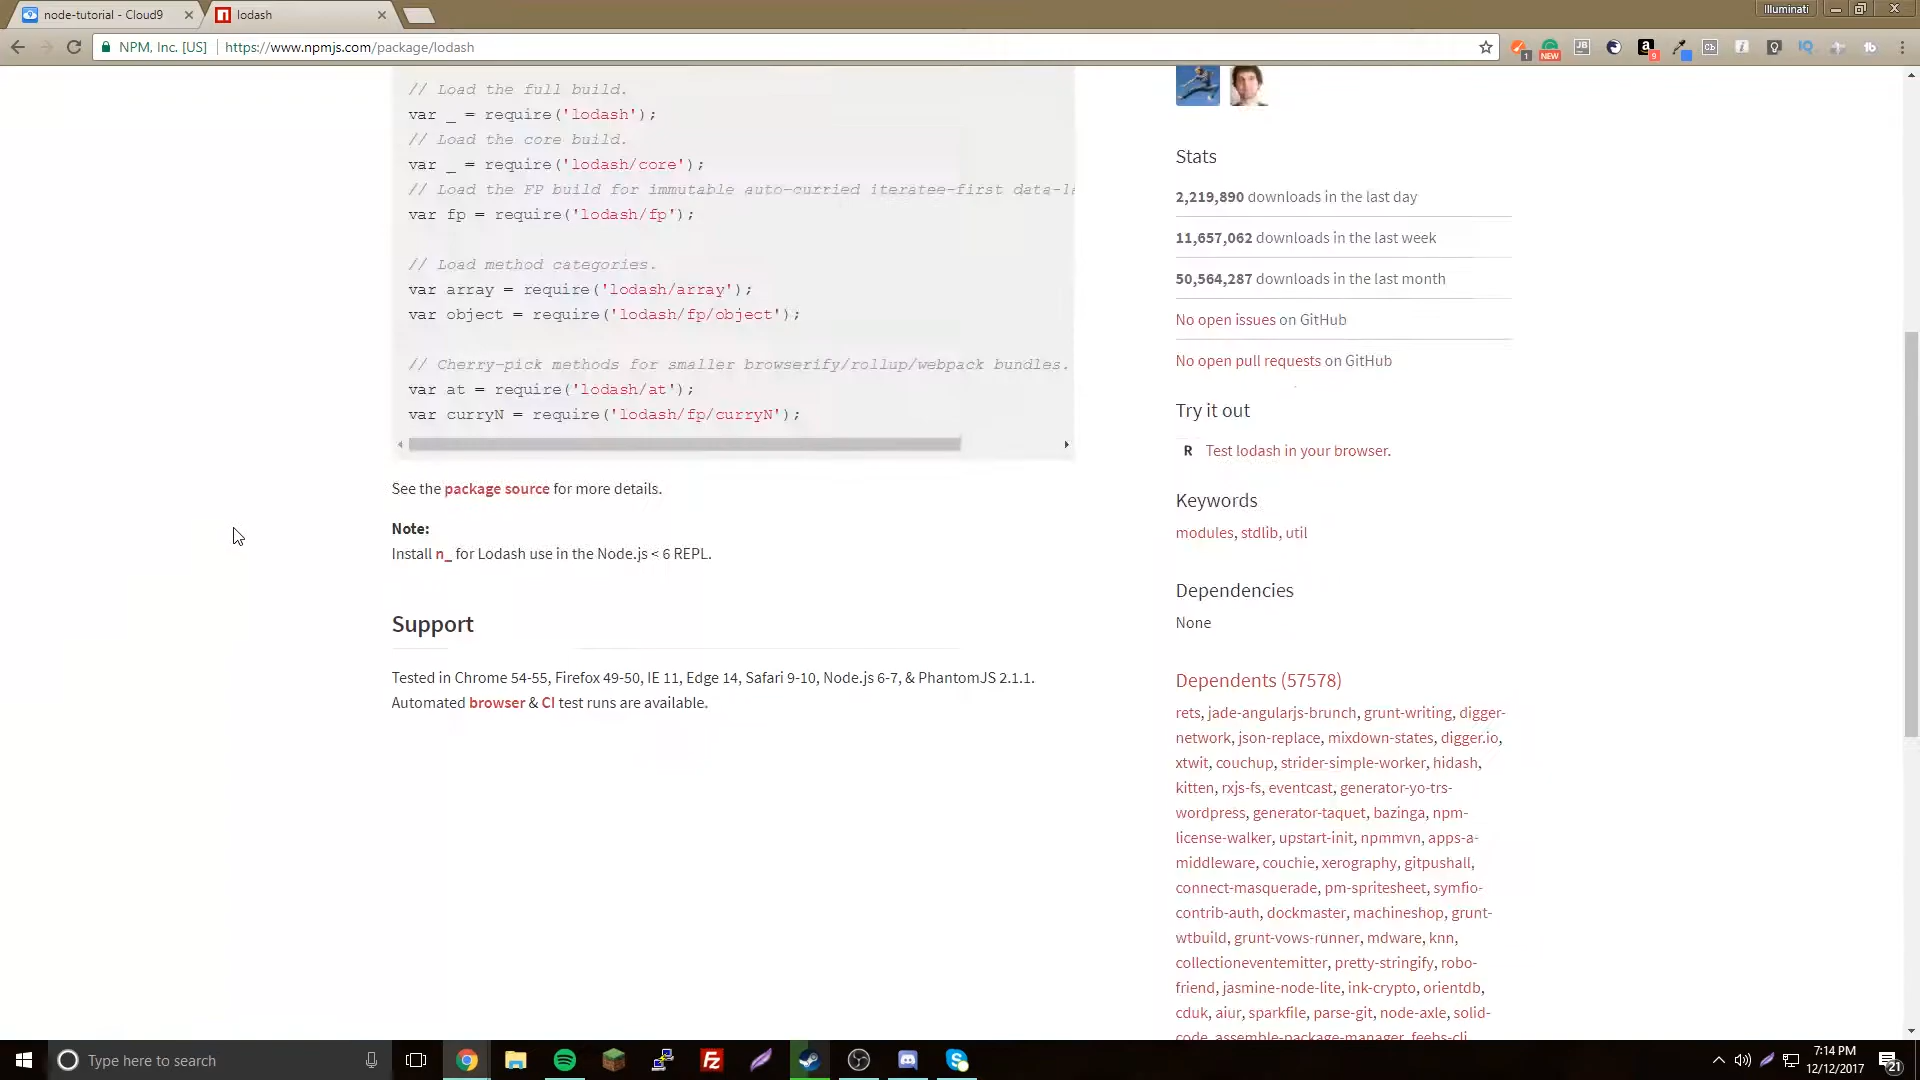 node-tutorial - Cloud9
lodash
Illuminati
NPM, Inc. [US]
https://www.npmjs.com/package/lodash
1
NEW
JB
9
Cb
IQ
// Load the full build.
var _ = require('lodash');
// Load the core build.
var _ = require('lodash/core');
// Load the FP build for immutable auto-curried iteratee-first data-la
var fp = require('lodash/fp');
// Load method categories.
var array = require('lodash/array');
var object = require('lodash/fp/object');
// Cherry-pick methods for smaller browserify/rollup/webpack bundles.
var at = require('lodash/at');
var curryN = require('lodash/fp/curryN');
See the package source for more details.
Note:
Install n_ for Lodash use in the Node.js < 6 REPL.
Support
Tested in Chrome 54-55, Firefox 49-50, IE 11, Edge 14, Safari 9-10, Node.js 6-7, & PhantomJS 2.1.1.
Automated browser & CI test runs are available.
Stats
2,219,890 downloads in the last day
11,657,062 downloads in the last week
50,564,287 downloads in the last month
No open issues on GitHub
No open pull requests on GitHub
Try it out
R Test lodash in your browser.
Keywords
modules, stdlib, util
Dependencies
None
Dependents (57578)
rets, jade-angularjs-brunch, grunt-writing, digger-
network, json-replace, mixdown-states, digger.io,
xtwit, couchup, strider-simple-worker, hidash,
kitten, rxjs-fs, eventcast, generator-yo-trs-
wordpress, generator-taquet, bazinga, npm-
license-walker, upstart-init, npmmvn, apps-a-
middleware, couchie, xerography, gitpushall,
connect-masquerade, pm-spritesheet, symfio-
contrib-auth, dockmaster, machineshop, grunt-
wtbuild, grunt-vows-runner, mdware, knn,
collectioneventemitter, pretty-stringify, robo-
friend, jasmine-node-lite, ink-crypto, orientdb,
cduk, aiur, sparkfile, parse-git, node-axle, solid-
code, assemble-package-manager, feebs-cli,
Type here to search
7:14 PM
12/12/2017
21